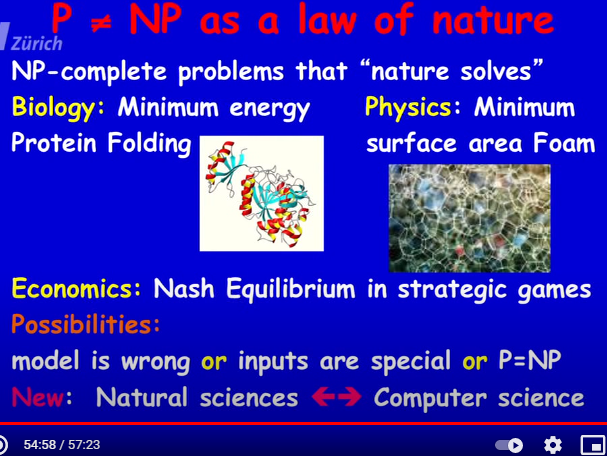 P ≠ NP as a law of nature
Zürich
NP-complete problems that “nature solves”
Biology: Minimum energy
Protein Folding
Physics: Minimum
surface area Foam
Economics: Nash Equilibrium in strategic games
Possibilities:
model is wrong or inputs are special or P=NP
New: Natural sciences ↔ Computer science
54:58 / 57:23